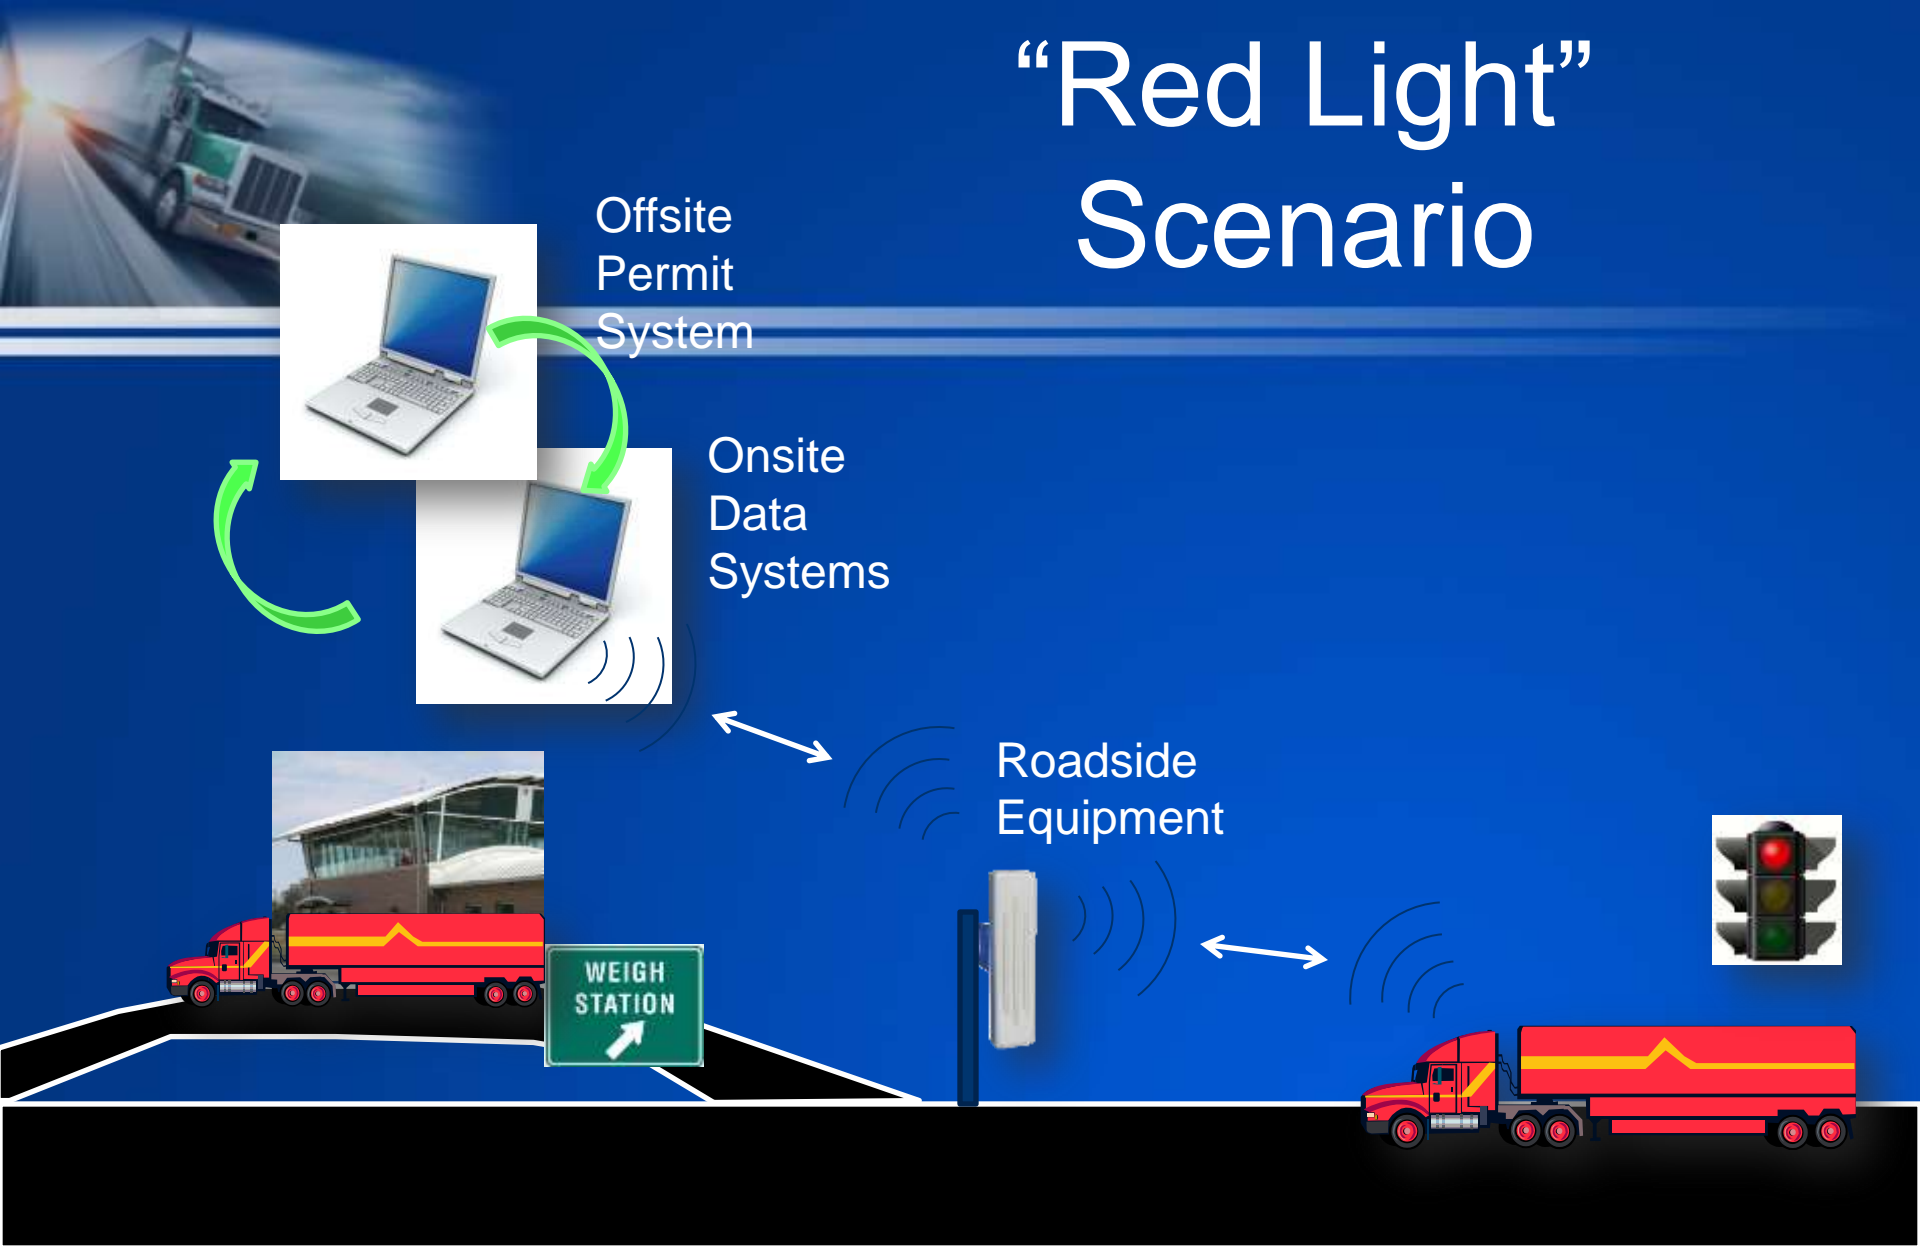 “Red Light”
Scenario
Offsite
Permit
System
Onsite
Data
Systems
Roadside
Equipment
WEIGH
STATION